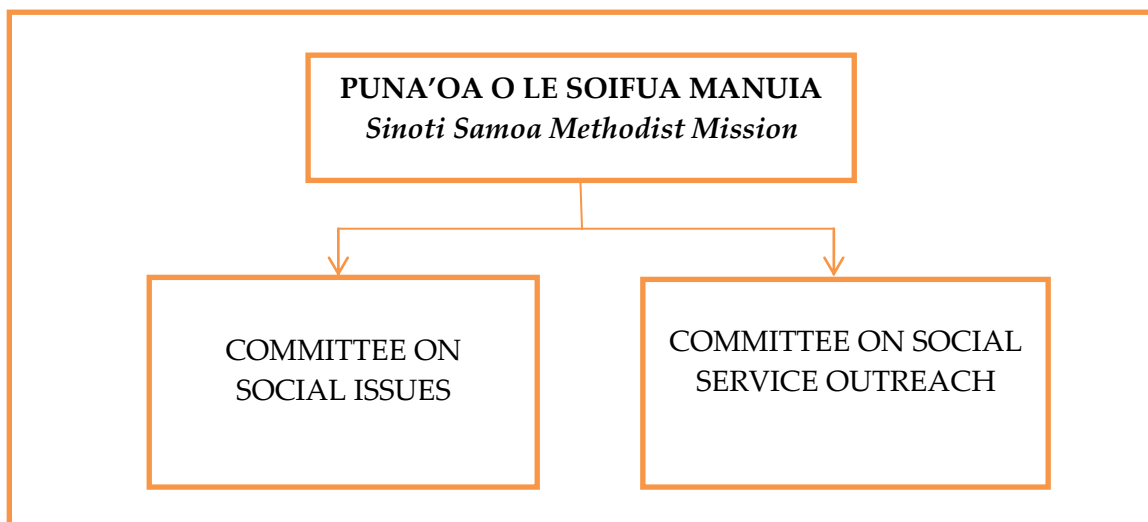 PUNA’OA O LE SOIFUA MANUIA
Sinoti Samoa Methodist Mission
COMMITTEE ON
SOCIAL ISSUES
COMMITTEE ON SOCIAL
SERVICE OUTREACH